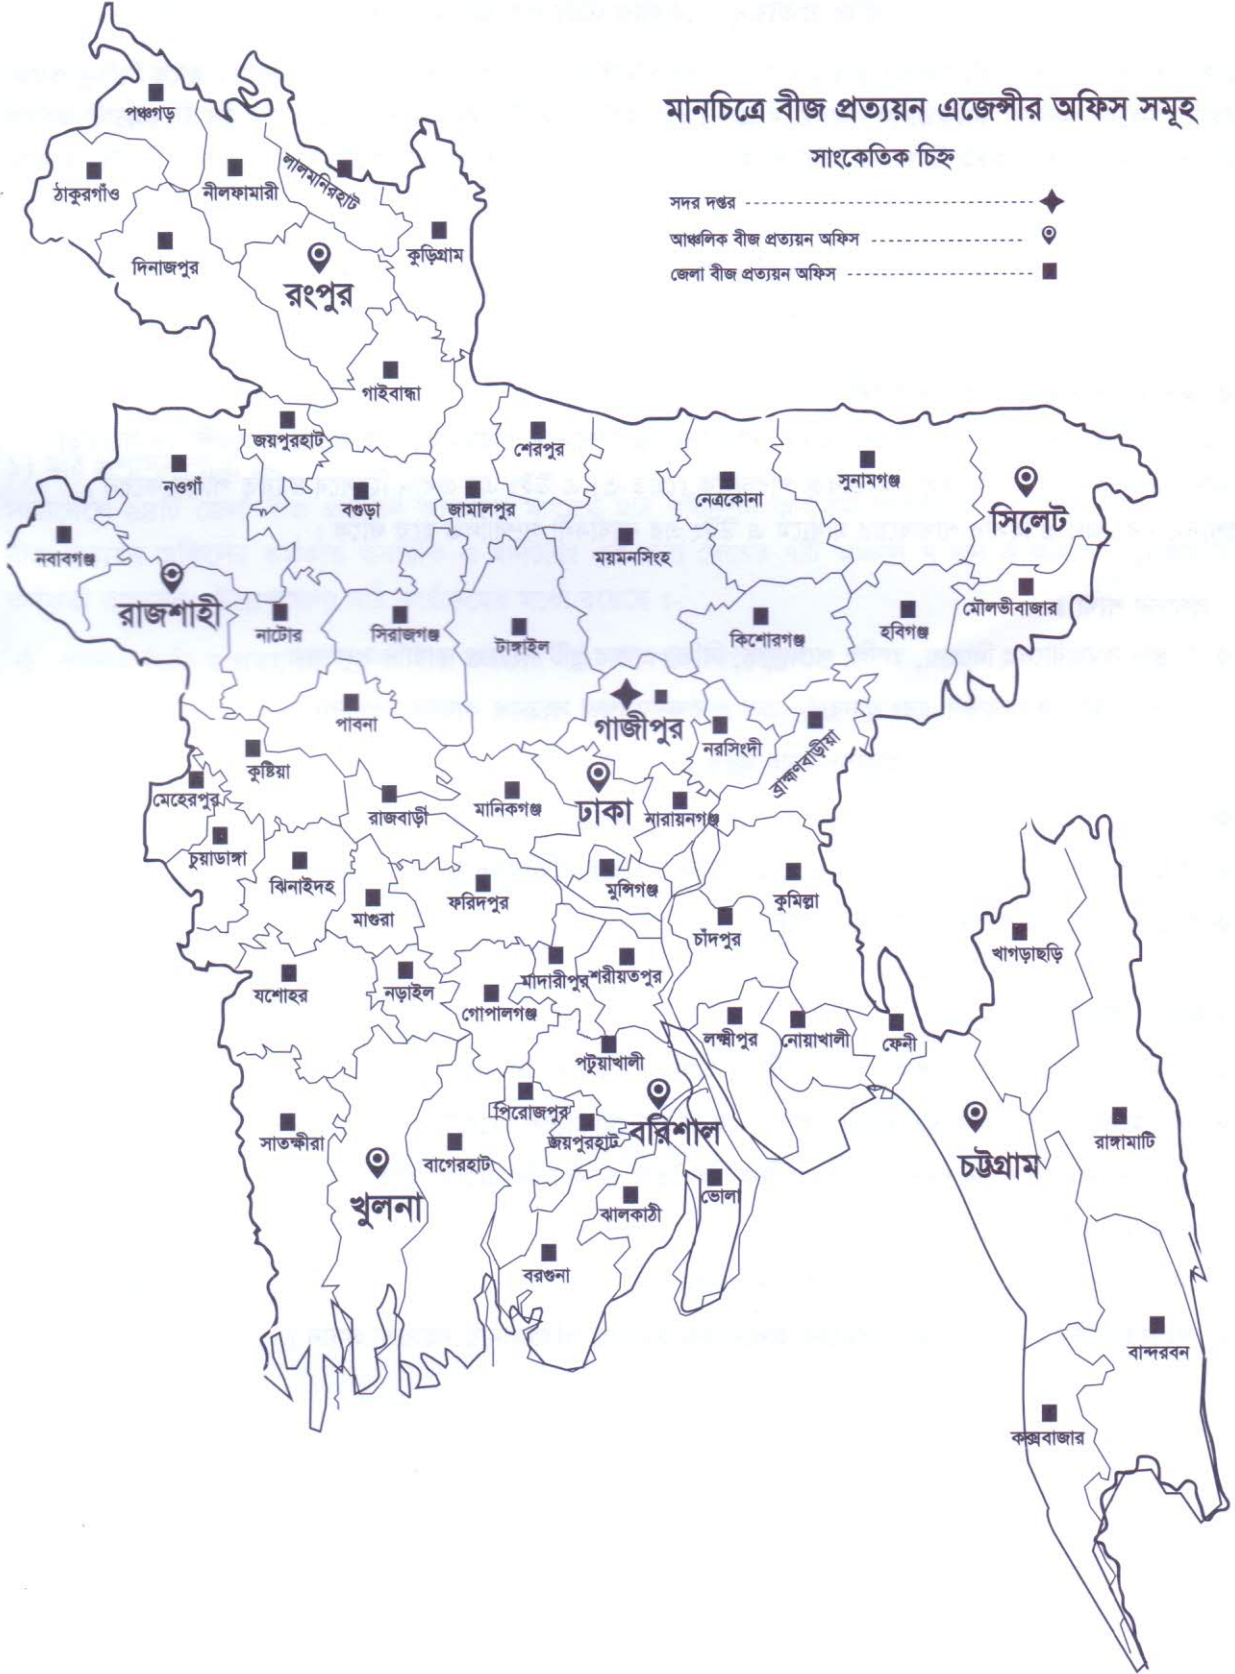 মানচিত্রে বীজ প্রত্যয়ন এজেন্সীর অফিস সমূহ
সাংকেতিক চিহ্ন
সদর দপ্তর
আঞ্চলিক বীজ প্রত্যয়ন অফিস
জেলা বীজ প্রত্যয়ন অফিস
পঞ্চগড়
ঠাকুরগাঁও
নীলফামারী
লালমনিরহাট
কুড়িগ্রাম
দিনাজপুর
রংপুর
গাইবান্ধা
জয়পুরহাট
শেরপুর
নওগাঁ
বগুড়া
জামালপুর
নেত্রকোনা
সুনামগঞ্জ
সিলেট
নবাবগঞ্জ
ময়মনসিংহ
রাজশাহী
নাটোর
সিরাজগঞ্জ
টাঙ্গাইল
কিশোরগঞ্জ
হবিগঞ্জ
মৌলভীবাজার
পাবনা
গাজীপুর
নরসিংদী
ব্রাহ্মণবাড়ীয়া
কুষ্টিয়া
মেহেরপুর
রাজবাড়ী
মানিকগঞ্জ
ঢাকা
নারায়নগঞ্জ
চুয়াডাঙ্গা
ঝিনাইদহ
মাগুরা
ফরিদপুর
মুন্সিগঞ্জ
কুমিল্লা
চাঁদপুর
খাগড়াছড়ি
যশোহর
নড়াইল
গোপালগঞ্জ
মাদারীপুর
শরীয়তপুর
লক্ষ্মীপুর
নোয়াখালী
ফেনী
পটুয়াখালী
পিরোজপুর
জয়পুরহাট
বরিশাল
সাতক্ষীরা
খুলনা
বাগেরহাট
ঝালকাঠী
ভোলা
বরগুনা
চট্টগ্রাম
রাঙ্গামাটি
বান্দরবন
কক্সবাজার